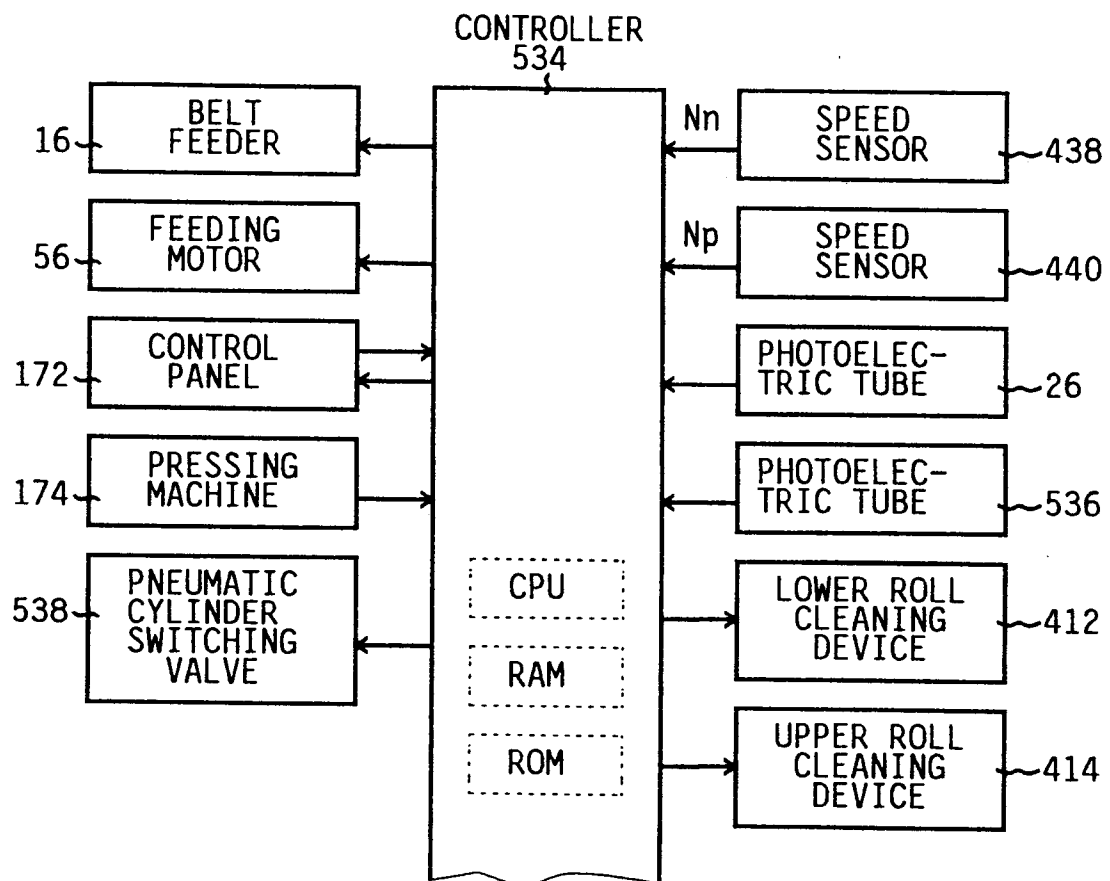 CONTROLLER
534
BELT
FEEDER
16
FEEDING
MOTOR
56
CONTROL
PANEL
172
PRESSING
MACHINE
174
PNEUMATIC
CYLINDER
SWITCHING
VALVE
538
CPU
RAM
ROM
Nn
SPEED
SENSOR
438
Np
SPEED
SENSOR
440
PHOTOELEC-
TRIC TUBE
26
PHOTOELEC-
TRIC TUBE
536
LOWER ROLL
CLEANING
DEVICE
412
UPPER ROLL
CLEANING
DEVICE
414